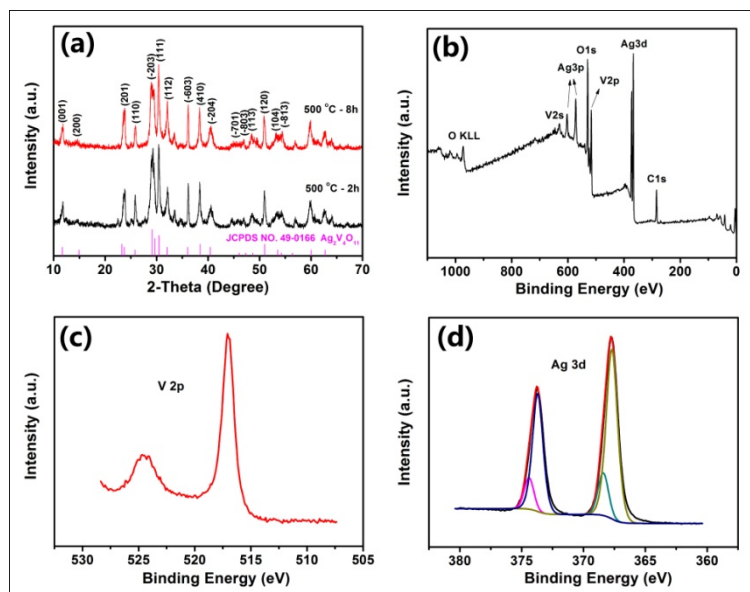 (a)
(001)
(200)
(201)
(110)
(-203)
(111)
(112)
(-603)
(410)
(-204)
(-701)
(-803)
(113)
(120)
(104)
(-813)
500 °C - 8h
500 °C - 2h
JCPDS NO. 49-0166 Ag₂V₄O₁₁
10 20 30 40 50 60 70
2-Theta (Degree)
Intensity (a.u.)
(b)
O KLL
V2s
Ag3p
O1s
V2p
Ag3d
C1s
1000 800 600 400 200 0
Binding Energy (eV)
Intensity (a.u.)
(c)
V 2p
530 525 520 515 510 505
Binding Energy (eV)
Intensity (a.u.)
(d)
Ag 3d
380 375 370 365 360
Binding Energy (eV)
Intensity (a.u.)